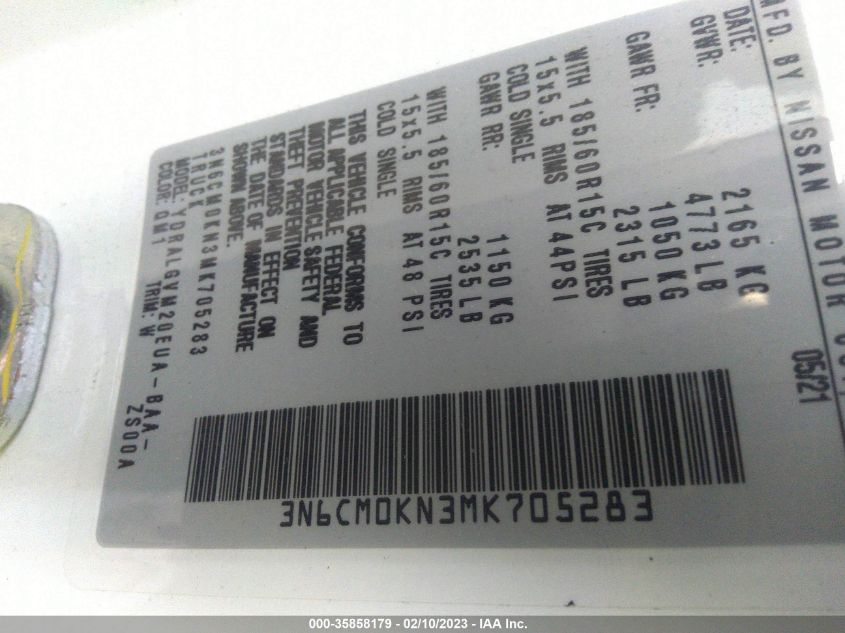 MFD. BY NISSAN MOTOR
DATE: 05/21
GVWR: 2165 KG
4773 LB
GAWR FR: 1050 KG
2315 LB
WITH 185/60R15C TIRES
15x5.5 RIMS AT 44PSI
COLD SINGLE
GAWR RR: 1150 KG
2535 LB
WITH 185/60R15C TIRES
15x5.5 RIMS AT 48 PSI
COLD SINGLE
THIS VEHICLE CONFORMS TO
ALL APPLICABLE FEDERAL
MOTOR VEHICLE SAFETY AND
THEFT PREVENTION
STANDARDS IN EFFECT ON
THE DATE OF MANUFACTURE
SHOWN ABOVE.
3N6CM0KN3MK705283
TRUCK
MODEL: YDRALGVM20EUA-BAA-
ZS00A
COLOR: QM1 TRIM: W
3N6CM0KN3MK705283
000-35858179 - 02/10/2023 - IAA Inc.